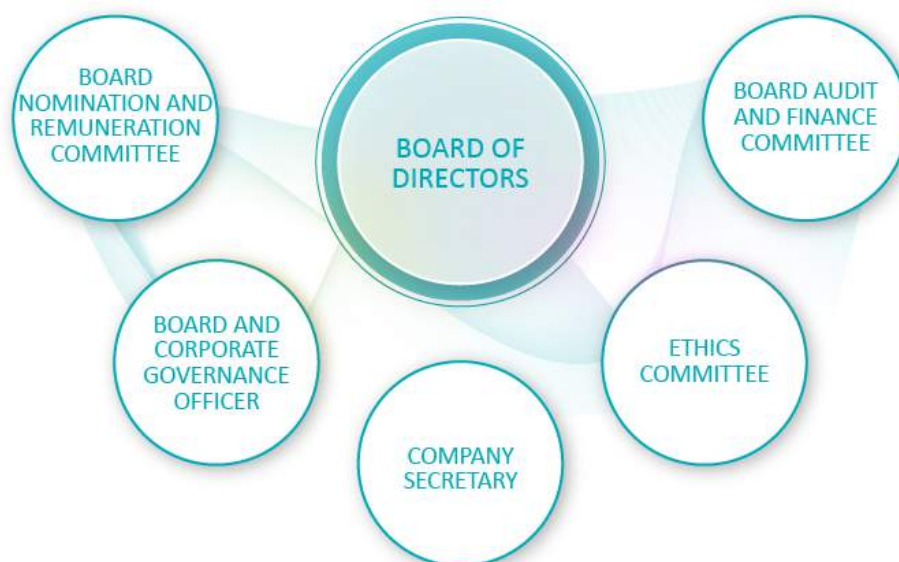 BOARD
NOMINATION AND
REMUNERATION
COMMITTEE
BOARD OF
DIRECTORS
BOARD AUDIT
AND FINANCE
COMMITTEE
BOARD AND
CORPORATE
GOVERNANCE
OFFICER
COMPANY
SECRETARY
ETHICS
COMMITTEE